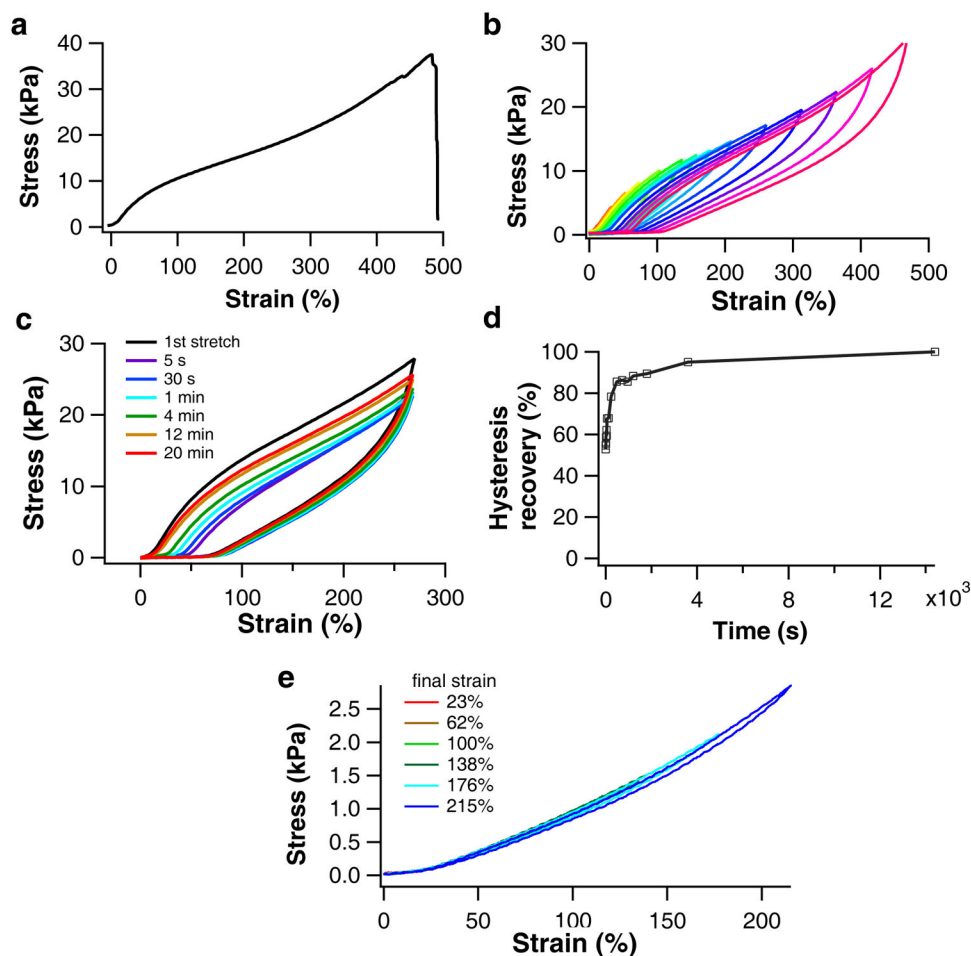 a
Stress (kPa)
40
30
20
10
0
0 100 200 300 400 500
Strain (%)
b
Stress (kPa)
30
20
10
0
0 100 200 300 400 500
Strain (%)
c
Stress (kPa)
30
20
10
0
1st stretch
5 s
30 s
1 min
4 min
12 min
20 min
0 100 200 300
Strain (%)
d
Hysteresis
recovery (%)
100
80
60
40
20
0
0 4 8 12 x10³
Time (s)
e
Stress (kPa)
2.5
2.0
1.5
1.0
0.5
0.0
final strain
23%
62%
100%
138%
176%
215%
0 50 100 150 200
Strain (%)